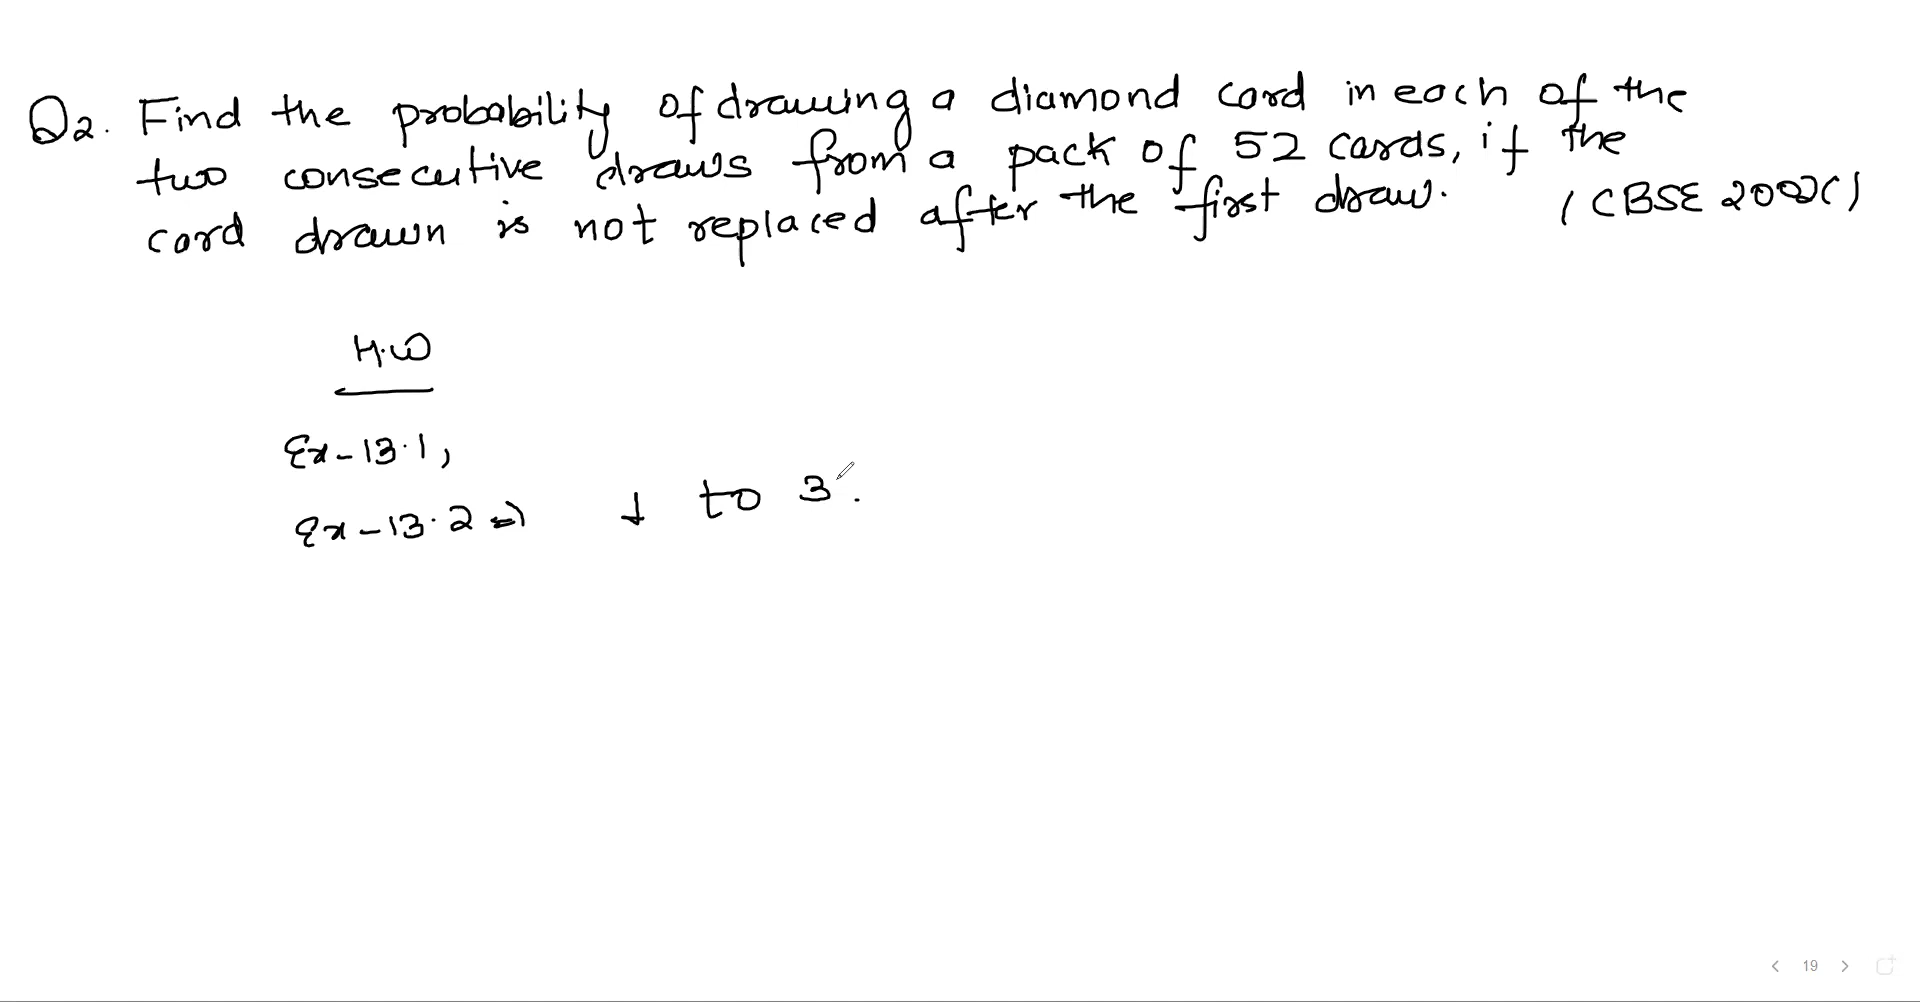 Q2. Find the probability of drawing a diamond card in each of the
two consecutive draws from a pack of 52 cards, if the
card drawn is not replaced after the first draw. (CBSE 2002C)
H.W
Ex-13.1,
Ex-13.2 ⇒ 1 to 3.
19